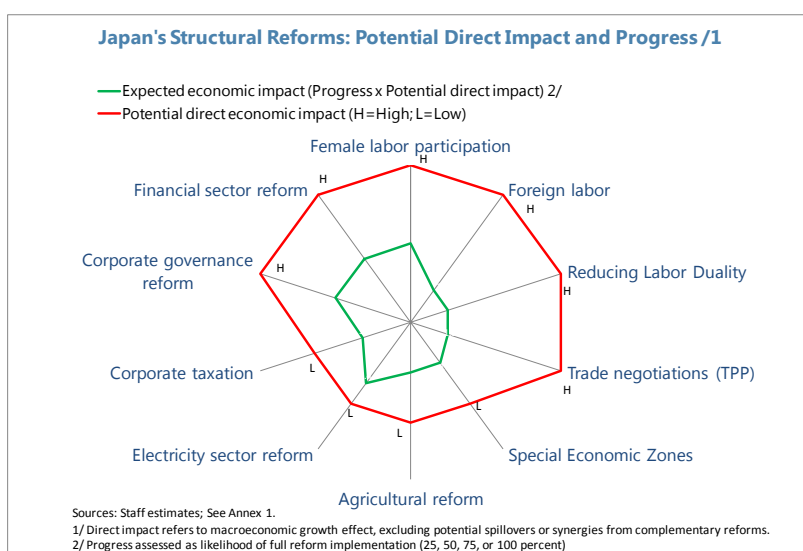 Japan's Structural Reforms: Potential Direct Impact and Progress /1
Expected economic impact (Progress x Potential direct impact) 2/
Potential direct economic impact (H=High; L=Low)
Female labor participation
H
Financial sector reform
H
Foreign labor
H
Corporate governance
reform
H
Reducing Labor Duality
H
Corporate taxation
L
Trade negotiations (TPP)
H
Electricity sector reform
L
L
Special Economic Zones
L
Agricultural reform
Sources: Staff estimates; See Annex 1.
1/ Direct impact refers to macroeconomic growth effect, excluding potential spillovers or synergies from complementary reforms.
2/ Progress assessed as likelihood of full reform implementation (25, 50, 75, or 100 percent)